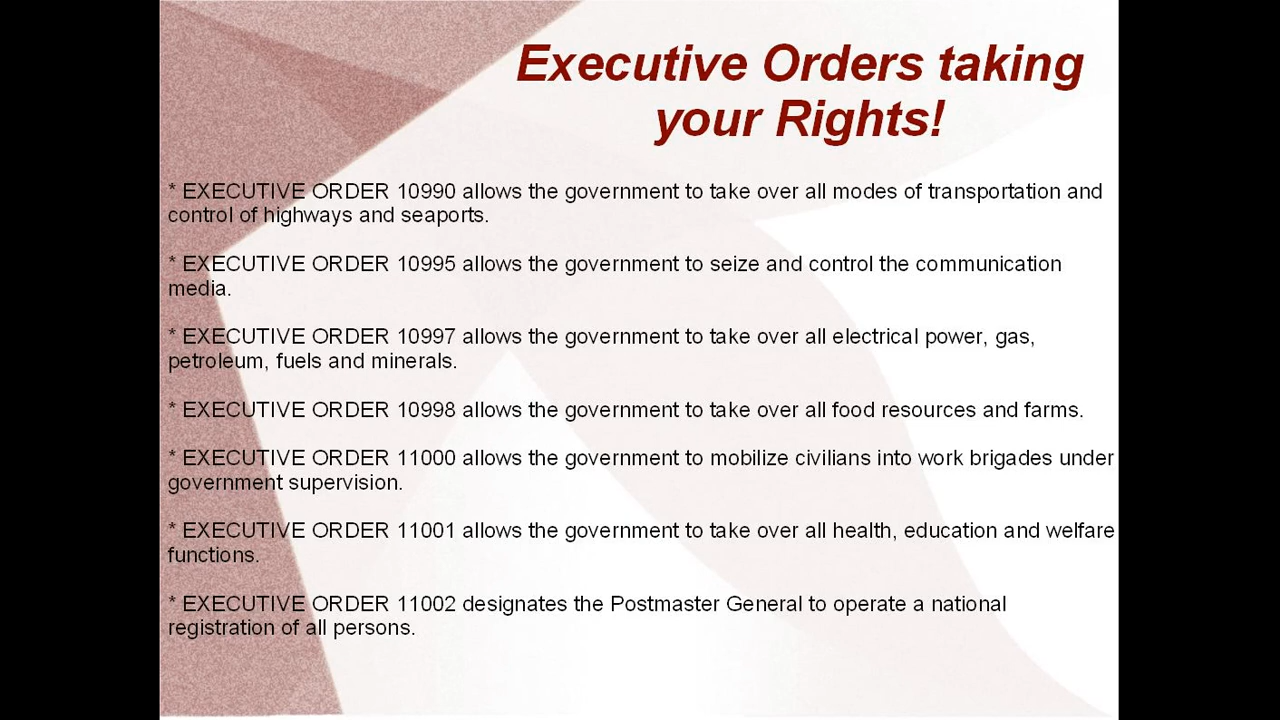 Executive Orders taking
your Rights!
* EXECUTIVE ORDER 10990 allows the government to take over all modes of transportation and
control of highways and seaports.
* EXECUTIVE ORDER 10995 allows the government to seize and control the communication
media.
* EXECUTIVE ORDER 10997 allows the government to take over all electrical power, gas,
petroleum, fuels and minerals.
* EXECUTIVE ORDER 10998 allows the government to take over all food resources and farms.
* EXECUTIVE ORDER 11000 allows the government to mobilize civilians into work brigades under
government supervision.
* EXECUTIVE ORDER 11001 allows the government to take over all health, education and welfare
functions.
* EXECUTIVE ORDER 11002 designates the Postmaster General to operate a national
registration of all persons.